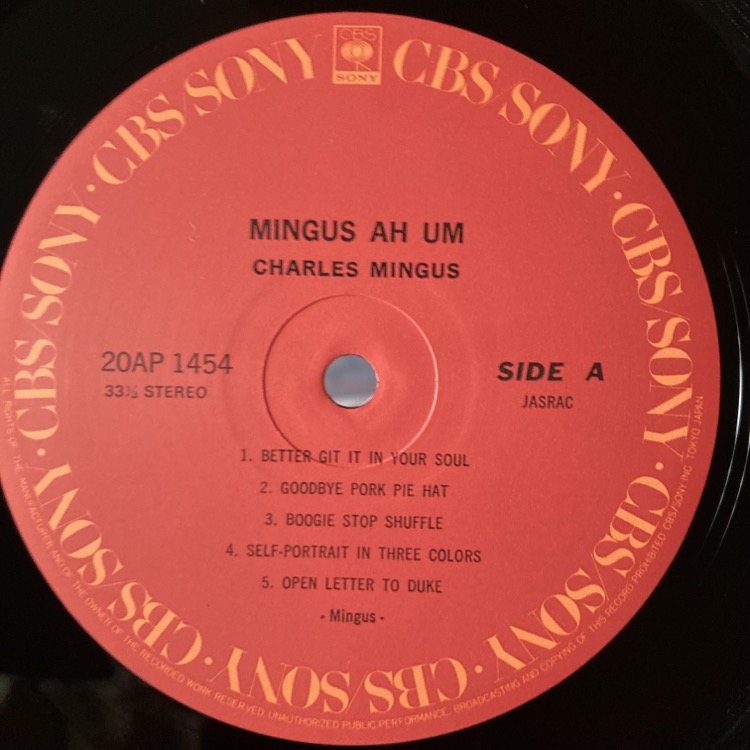 CBS
SONY
CBS/SONY · CBS/SONY · CBS/SONY · CBS/SONY · CBS/SONY · CBS/SONY · CBS/SONY · CBS SONY
MINGUS AH UM
CHARLES MINGUS
20AP 1454
33⅓ STEREO
SIDE A
JASRAC
1. BETTER GIT IT IN YOUR SOUL
2. GOODBYE PORK PIE HAT
3. BOOGIE STOP SHUFFLE
4. SELF-PORTRAIT IN THREE COLORS
5. OPEN LETTER TO DUKE
- Mingus -
ALL RIGHTS OF THE MANUFACTURER AND OF THE OWNER OF THE RECORDED WORK RESERVED. UNAUTHORIZED PUBLIC PERFORMANCE, BROADCASTING AND COPYING OF THIS RECORD PROHIBITED CBS/SONY INC. TOKYO JAPAN